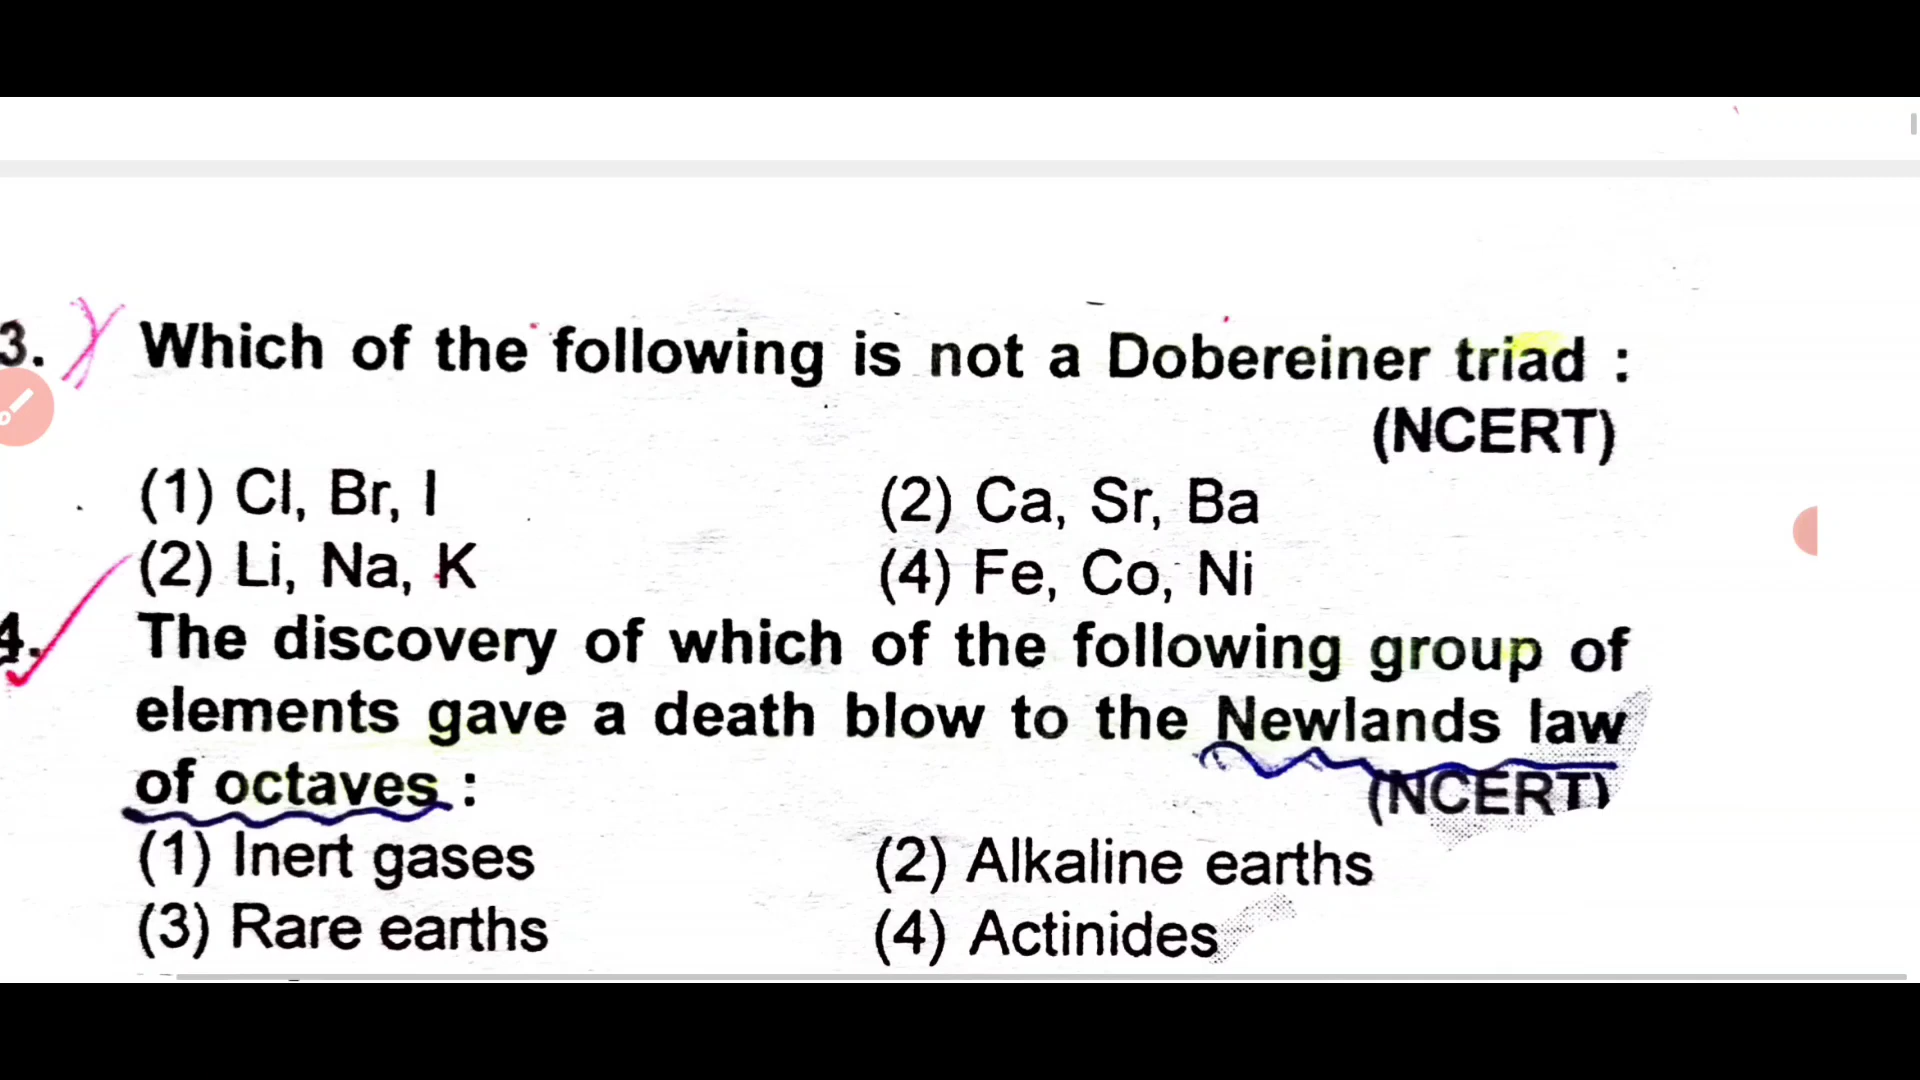 3. Which of the following is not a Dobereiner triad :
(NCERT)
(1) Cl, Br, I (2) Ca, Sr, Ba
(2) Li, Na, K (4) Fe, Co, Ni
4. The discovery of which of the following group of
elements gave a death blow to the Newlands law
of octaves : (NCERT)
(1) Inert gases (2) Alkaline earths
(3) Rare earths (4) Actinides